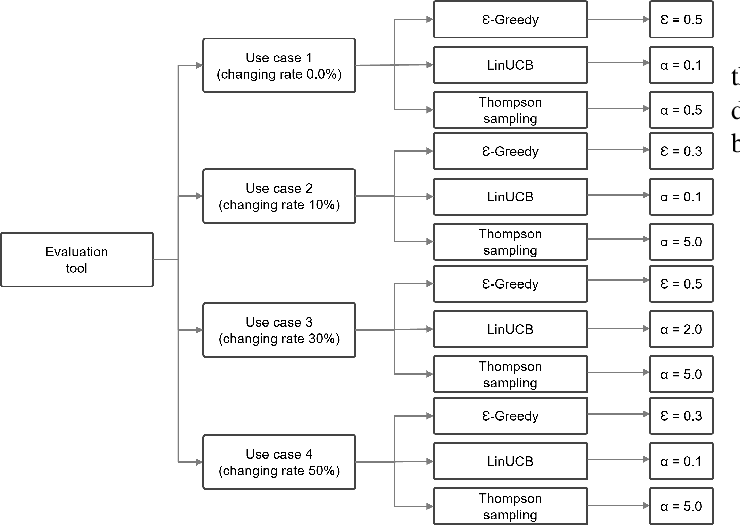 Evaluation
tool
Use case 1
(changing rate 0.0%)
Ɛ-Greedy
Ɛ = 0.5
LinUCB
α = 0.1
Thompson
sampling
α = 0.5
Use case 2
(changing rate 10%)
Ɛ-Greedy
Ɛ = 0.3
LinUCB
α = 0.1
Thompson
sampling
α = 5.0
Use case 3
(changing rate 30%)
Ɛ-Greedy
Ɛ = 0.5
LinUCB
α = 2.0
Thompson
sampling
α = 5.0
Use case 4
(changing rate 50%)
Ɛ-Greedy
Ɛ = 0.3
LinUCB
α = 0.1
Thompson
sampling
α = 5.0